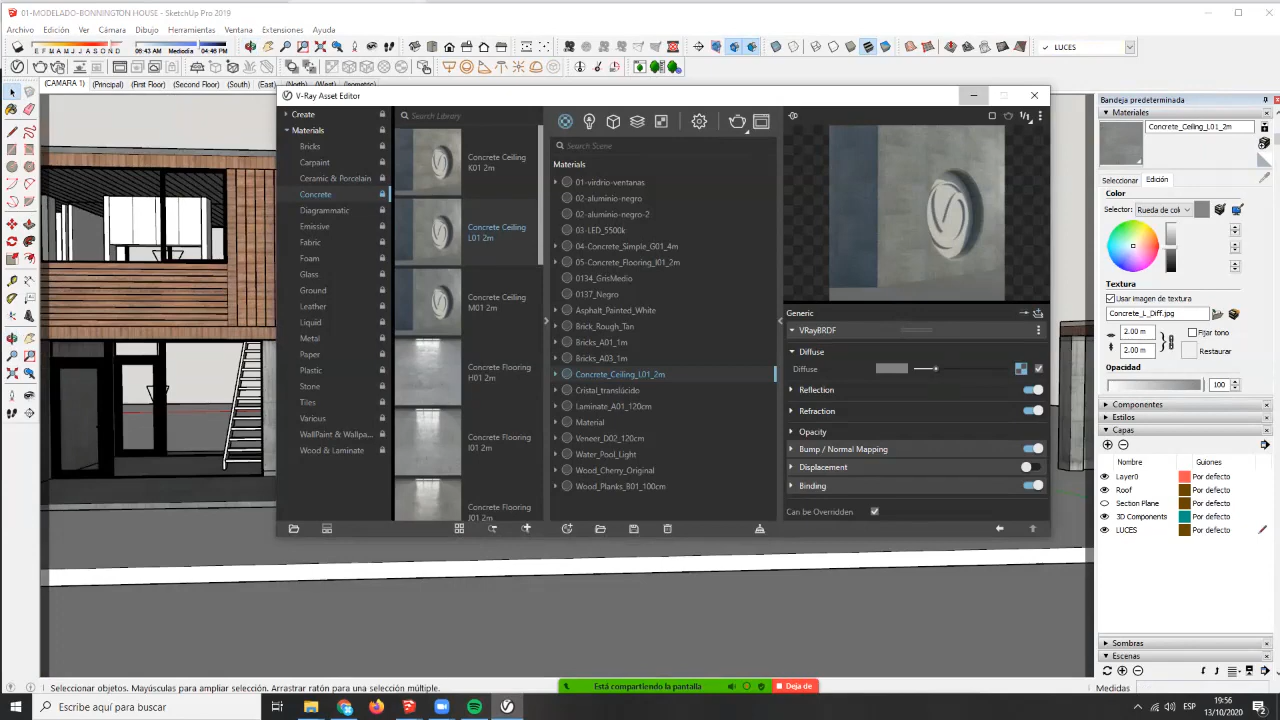 01-MODELADO-BONNINGTON HOUSE - SketchUp Pro 2019
Archivo Edición Ver Cámara Dibujo Herramientas Ventana Extensiones Ayuda
E F M A M J J A S O N D 06:43 AM Mediodía 04:46 PM
LUCES
(CAMARA 1) (Principal) (First Floor) (Second Floor) (South) (East)
V-Ray Asset Editor
Create
Materials
Bricks
Carpaint
Ceramic & Porcelain
Concrete
Diagrammatic
Emissive
Fabric
Foam
Glass
Ground
Leather
Liquid
Metal
Paper
Plastic
Stone
Tiles
Various
WallPaint & Wallpa...
Wood & Laminate
Search Library
Concrete Ceiling
K01 2m
Concrete Ceiling
L01 2m
Concrete Ceiling
M01 2m
Concrete Flooring
H01 2m
Concrete Flooring
I01 2m
Concrete Flooring
J01 2m
Search Scene
Materials
01-virdrio-ventanas
02-aluminio-negro
02-aluminio-negro-2
03-LED_5500k
04-Concrete_Simple_G01_4m
05-Concrete_Flooring_I01_2m
0134_GrisMedio
0137_Negro
Asphalt_Painted_White
Brick_Rough_Tan
Bricks_A01_1m
Bricks_A03_1m
Concrete_Ceiling_L01_2m
Cristal_translúcido
Laminate_A01_120cm
Material
Veneer_D02_120cm
Water_Pool_Light
Wood_Cherry_Original
Wood_Planks_B01_100cm
Generic
VRayBRDF
Diffuse
Diffuse
Reflection
Refraction
Opacity
Bump / Normal Mapping
Displacement
Binding
Can be Overridden
Bandeja predeterminada
Materiales
Concrete_Ceiling_L01_2m
Seleccionar Edición
Color
Selector: Rueda de col
Textura
Usar imagen de textura
Concrete_L_Diff.jpg
2.00 m
Fijar tono
2.00 m
Restaurar
Opacidad
100
Componentes
Estilos
Capas
Nombre Guiones
Layer0 Por defecto
Roof Por defecto
Section Plane Por defecto
3D Components Por defecto
LUCES Por defecto
Sombras
Escenas
Seleccionar objetos. Mayúsculas para ampliar selección. Arrastrar ratón para una selección múltiple.
Está compartiendo la pantalla
Deja de
Medidas
Escribe aquí para buscar
ESP
19:56
13/10/2020
2